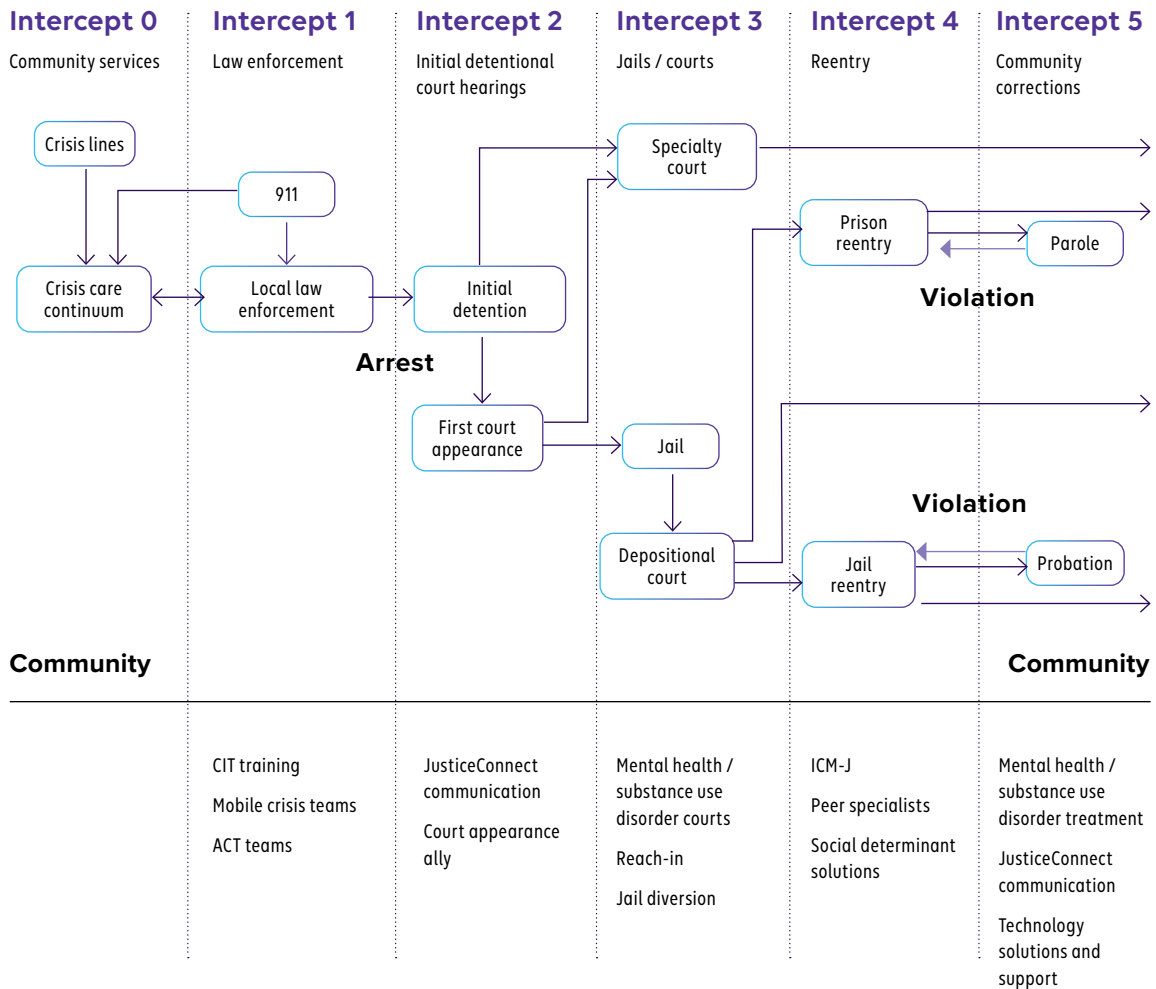 Intercept 0
Community services
Intercept 1
Law enforcement
Intercept 2
Initial detentional
court hearings
Intercept 3
Jails / courts
Intercept 4
Reentry
Intercept 5
Community
corrections
Crisis lines
911
Specialty
court
Prison
reentry
Parole
Crisis care
continuum
Local law
enforcement
Initial
detention
Violation
Arrest
First court
appearance
Jail
Violation
Depositional
court
Jail
reentry
Probation
Community
Community
CIT training
Mobile crisis teams
ACT teams
JusticeConnect
communication
Court appearance
ally
Mental health /
substance use
disorder courts
Reach-in
Jail diversion
ICM-J
Peer specialists
Social determinant
solutions
Mental health /
substance use
disorder treatment
JusticeConnect
communication
Technology
solutions and
support